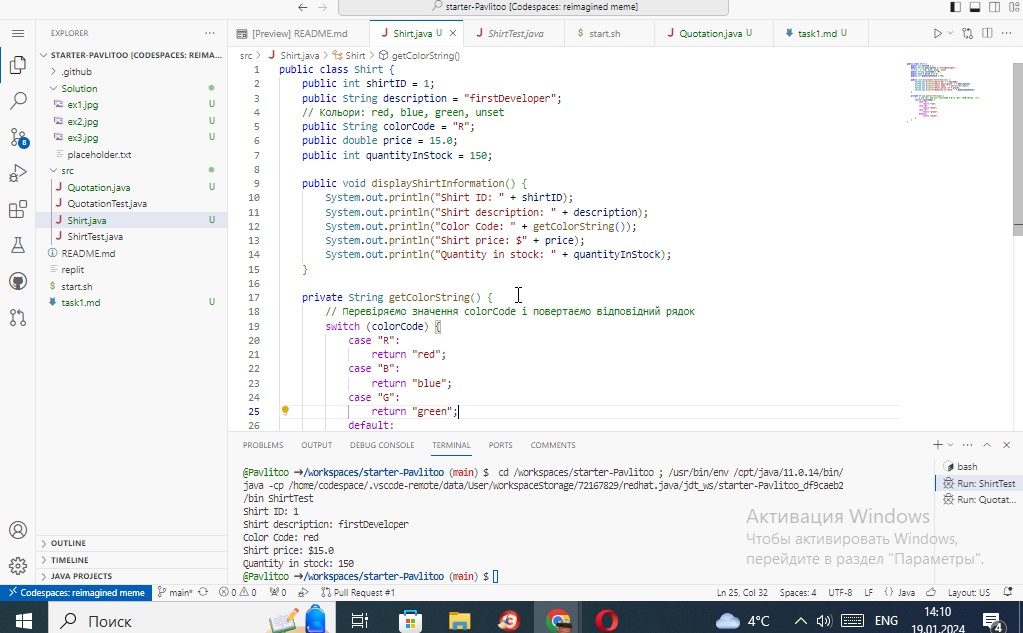 starter-Pavlitoo [Codespaces: reimagined meme]
EXPLORER
[Preview] README.md
Shirt.java U
ShirtTest.java
start.sh
Quotation.java U
task1.md U
STARTER-PAVLITOO [CODESPACES: REIMA...
src > Shirt.java > Shirt > getColorString()
.github
Solution
ex1.jpg U
ex2.jpg U
ex3.jpg U
placeholder.txt
src
Quotation.java U
QuotationTest.java
Shirt.java U
ShirtTest.java
README.md
replit
start.sh
task1.md U
OUTLINE
TIMELINE
JAVA PROJECTS
8
1 public class Shirt {
2 public int shirtID = 1;
3 public String description = "firstDeveloper";
4 // Кольори: red, blue, green, unset
5 public String colorCode = "R";
6 public double price = 15.0;
7 public int quantityInStock = 150;
8
9 public void displayShirtInformation() {
10 System.out.println("Shirt ID: " + shirtID);
11 System.out.println("Shirt description: " + description);
12 System.out.println("Color Code: " + getColorString());
13 System.out.println("Shirt price: $" + price);
14 System.out.println("Quantity in stock: " + quantityInStock);
15 }
16
17 private String getColorString() {
18 // Перевіряємо значення colorCode і повертаємо відповідний рядок
19 switch (colorCode) {
20 case "R":
21 return "red";
22 case "B":
23 return "blue";
24 case "G":
25 return "green";
26 default:
PROBLEMS OUTPUT DEBUG CONSOLE TERMINAL PORTS COMMENTS
@Pavlitoo ➜/workspaces/starter-Pavlitoo (main) $ cd /workspaces/starter-Pavlitoo ; /usr/bin/env /opt/java/11.0.14/bin/
java -cp /home/codespace/.vscode-remote/data/User/workspaceStorage/72167829/redhat.java/jdt_ws/starter-Pavlitoo_df9caeb2
/bin ShirtTest
Shirt ID: 1
Shirt description: firstDeveloper
Color Code: red
Shirt price: $15.0
Quantity in stock: 150
@Pavlitoo ➜/workspaces/starter-Pavlitoo (main) $
bash
Run: ShirtTest
Run: Quotat...
Активация Windows
Чтобы активировать Windows,
перейдите в раздел "Параметры".
Codespaces: reimagined meme main* 0 0 0 Pull Request #1 Ln 25, Col 32 Spaces: 4 UTF-8 LF {} Java Layout: US
Поиск
4°C
ENG
14:10
19.01.2024
4